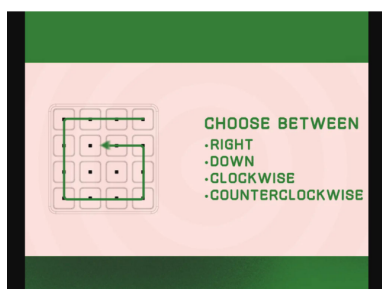 CHOOSE BETWEEN
•RIGHT
•DOWN
•CLOCKWISE
•COUNTERCLOCKWISE